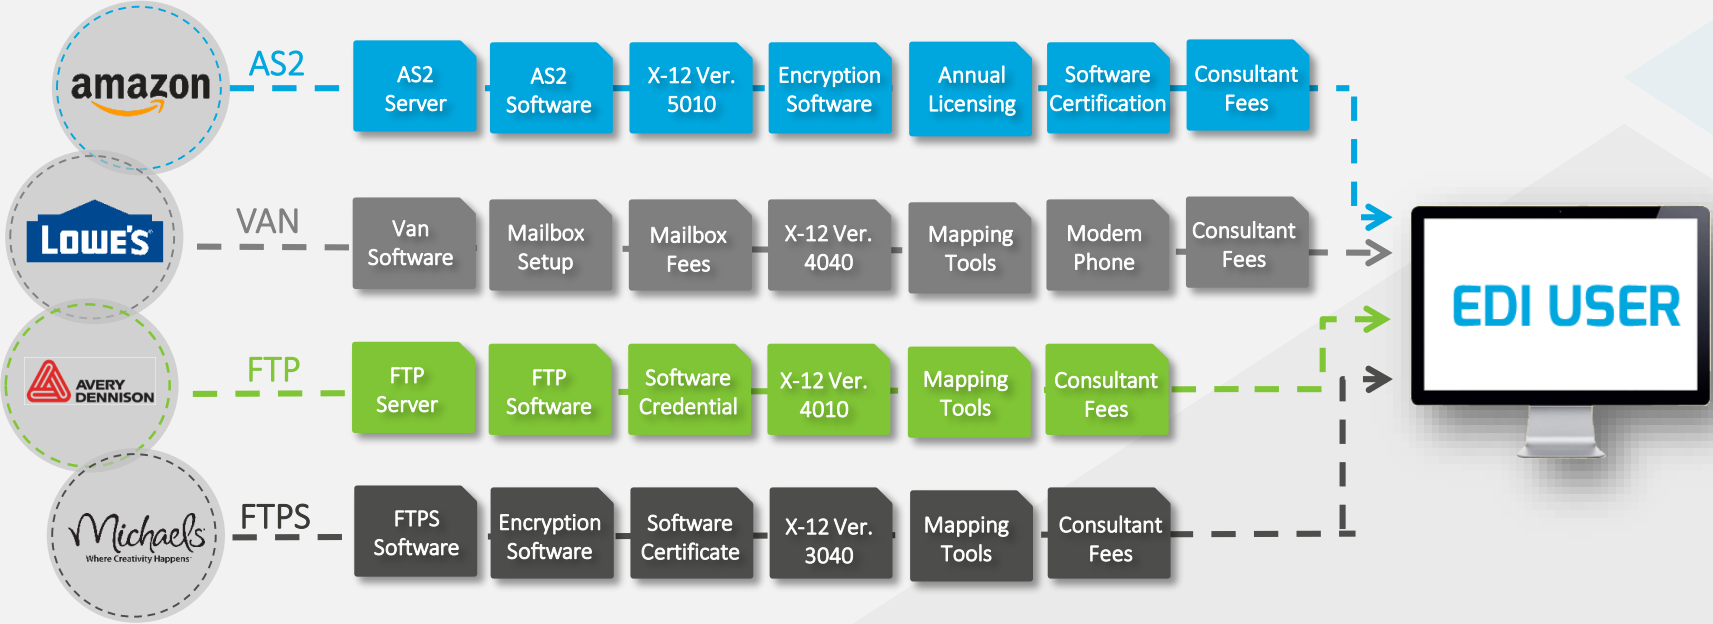 amazon
AS2
AS2
Server
AS2
Software
X-12 Ver.
5010
Encryption
Software
Annual
Licensing
Software
Certification
Consultant
Fees
LOWE'S
VAN
Van
Software
Mailbox
Setup
Mailbox
Fees
X-12 Ver.
4040
Mapping
Tools
Modem
Phone
Consultant
Fees
EDI USER
AVERY
DENNISON
FTP
FTP
Server
FTP
Software
Software
Credential
X-12 Ver.
4010
Mapping
Tools
Consultant
Fees
Michaels
Where Creativity Happens™
FTPS
FTPS
Software
Encryption
Software
Software
Certificate
X-12 Ver.
3040
Mapping
Tools
Consultant
Fees